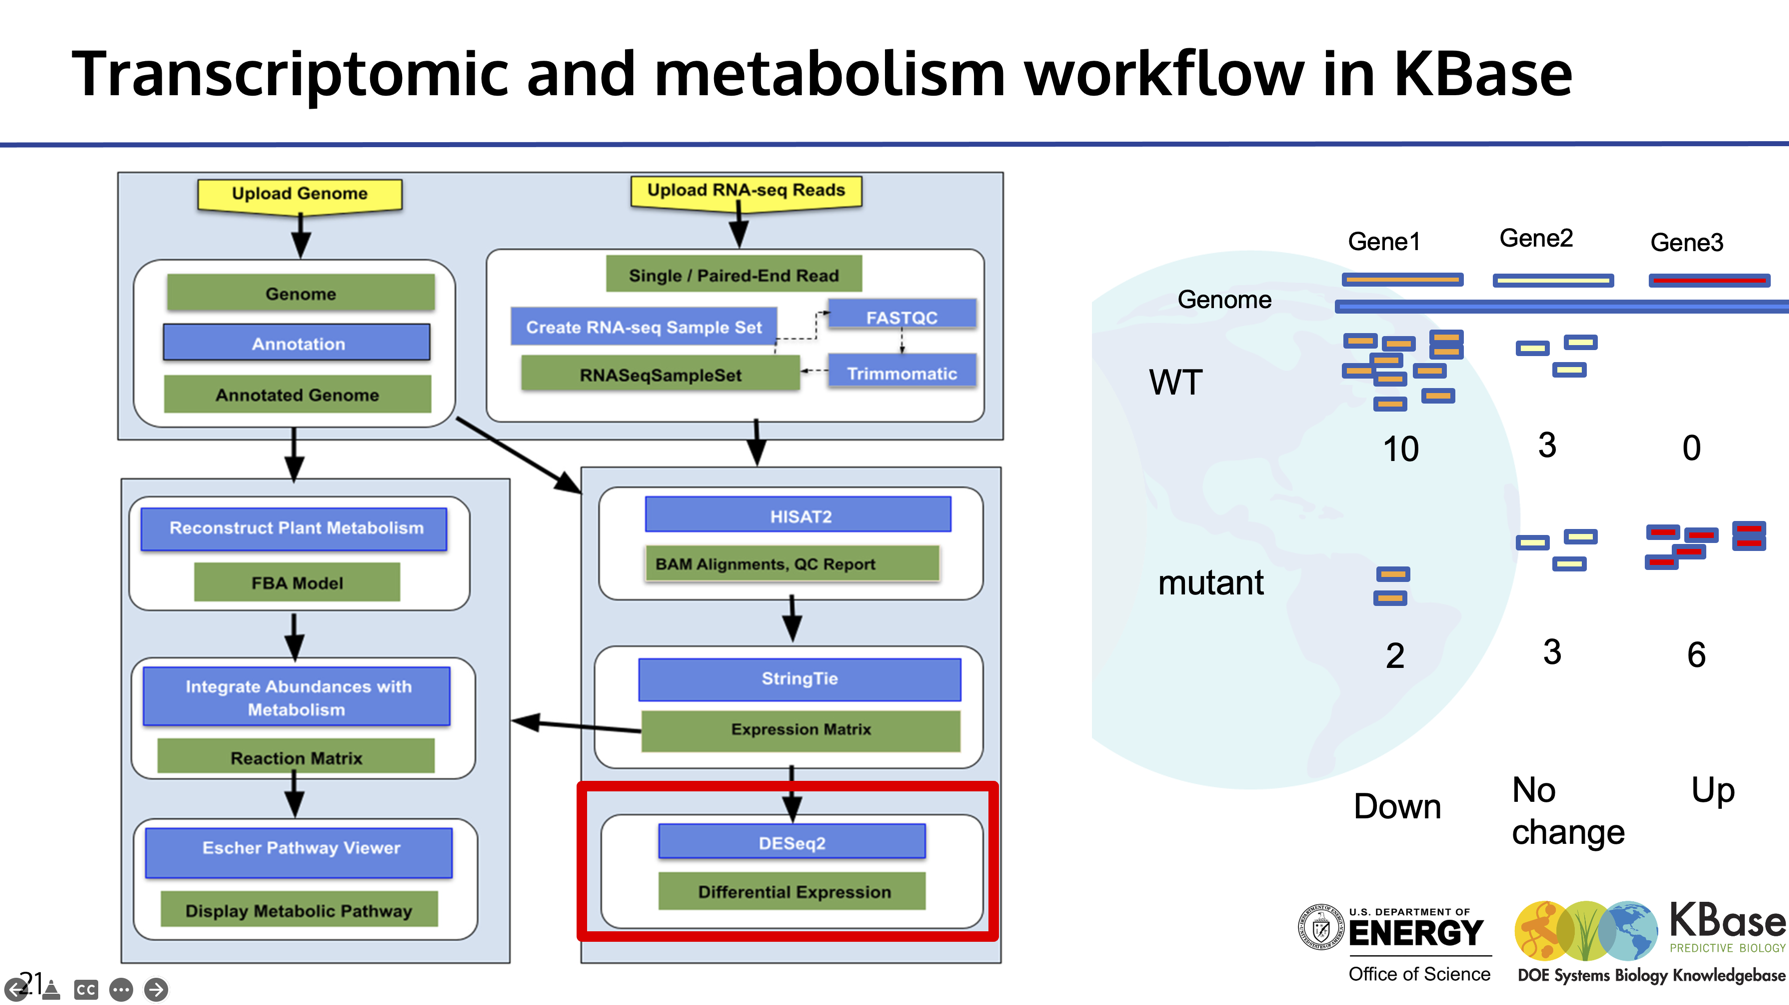 Transcriptomic and metabolism workflow in KBase
Upload Genome
Genome
Annotation
Annotated Genome
Upload RNA-seq Reads
Single / Paired-End Read
Create RNA-seq Sample Set
FASTQC
RNASeqSampleSet
Trimmomatic
Reconstruct Plant Metabolism
FBA Model
Integrate Abundances with
Metabolism
Reaction Matrix
Escher Pathway Viewer
Display Metabolic Pathway
HISAT2
BAM Alignments, QC Report
StringTie
Expression Matrix
DESeq2
Differential Expression
Gene1 Gene2 Gene3
Genome
WT
10 3 0
mutant
2 3 6
Down
No
change
Up
U.S. DEPARTMENT OF
ENERGY
Office of Science
KBase
PREDICTIVE BIOLOGY
DOE Systems Biology Knowledgebase
21
CC